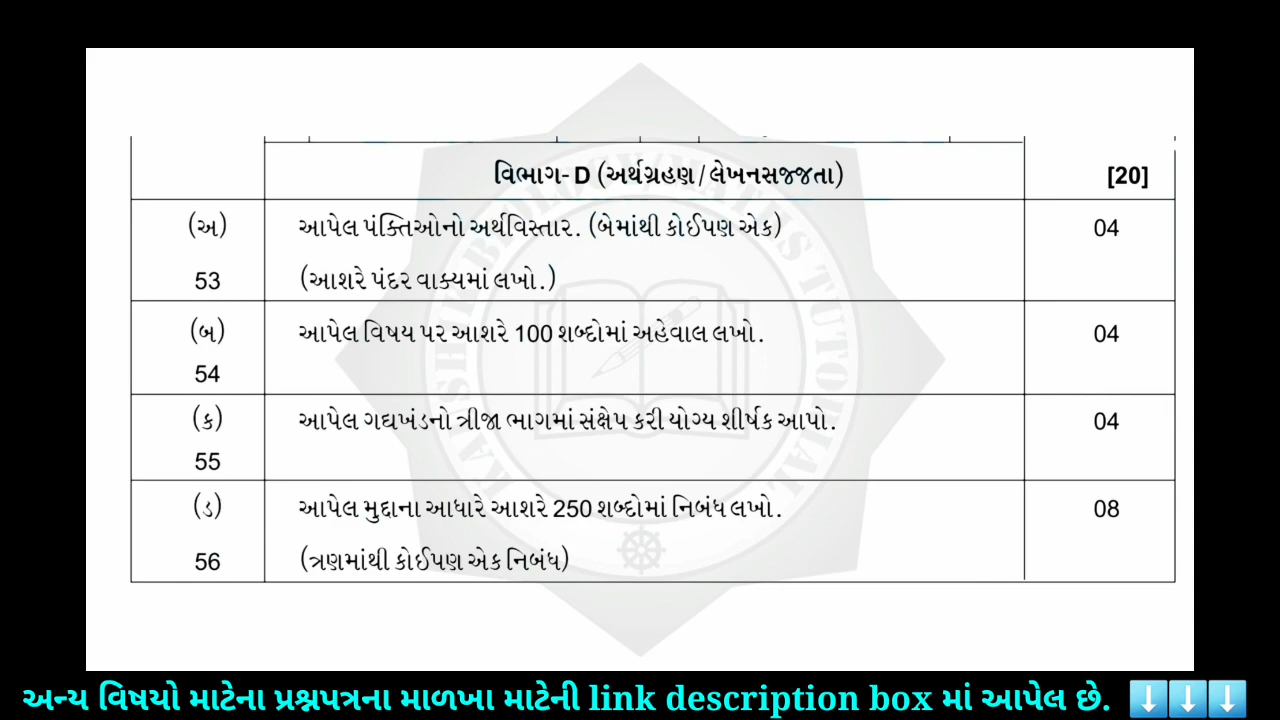 વિભાગ- D (અર્થગ્રહણ / લેખનસજ્જતા) [20]
(અ) આપેલ પંક્તિઓનો અર્થવિસ્તાર. (બેમાંથી કોઈપણ એક) 04
53 (આશરે પંદર વાક્યમાં લખો.)
(બ) આપેલ વિષય પર આશરે 100 શબ્દોમાં અહેવાલ લખો. 04
54
(ક) આપેલ ગદ્યખંડનો ત્રીજા ભાગમાં સંક્ષેપ કરી યોગ્ય શીર્ષક આપો. 04
55
(ડ) આપેલ મુદ્દાના આધારે આશરે 250 શબ્દોમાં નિબંધ લખો. 08
56 (ત્રણમાંથી કોઈપણ એક નિબંધ)
અન્ય વિષયો માટેના પ્રશ્નપત્રના માળખા માટેની link description box માં આપેલ છે. ⬇️⬇️⬇️